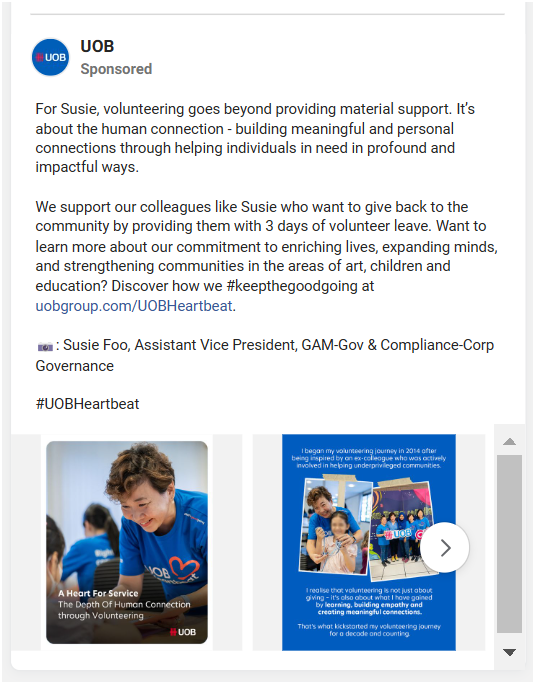 UOB
UOB
Sponsored
For Susie, volunteering goes beyond providing material support. It’s
about the human connection - building meaningful and personal
connections through helping individuals in need in profound and
impactful ways.
We support our colleagues like Susie who want to give back to the
community by providing them with 3 days of volunteer leave. Want to
learn more about our commitment to enriching lives, expanding minds,
and strengthening communities in the areas of art, children and
education? Discover how we #keepthegoodgoing at
uobgroup.com/UOBHeartbeat.
: Susie Foo, Assistant Vice President, GAM-Gov & Compliance-Corp
Governance
#UOBHeartbeat
Right
UOB
A Heart For Service
The Depth Of Human Connection
through Volunteering
UOB
I began my volunteering journey in 2014 after
being inspired by an ex-colleague who was actively
involved in helping underprivileged communities.
UOB
I realise that volunteering is not just about
giving – it's also about what I have gained
by learning, building empathy and
creating meaningful connections.
That's what kickstarted my volunteering journey
for a decade and counting.